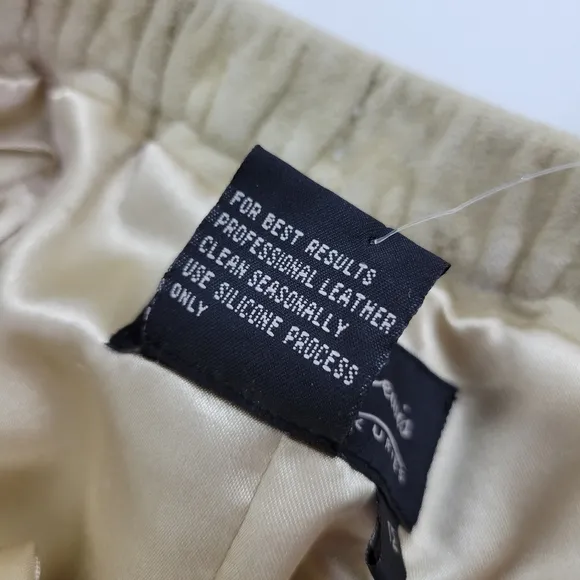 FOR BEST RESULTS
PROFESSIONAL LEATHER
CLEAN SEASONALLY
USE SILICONE PROCESS
ONLY